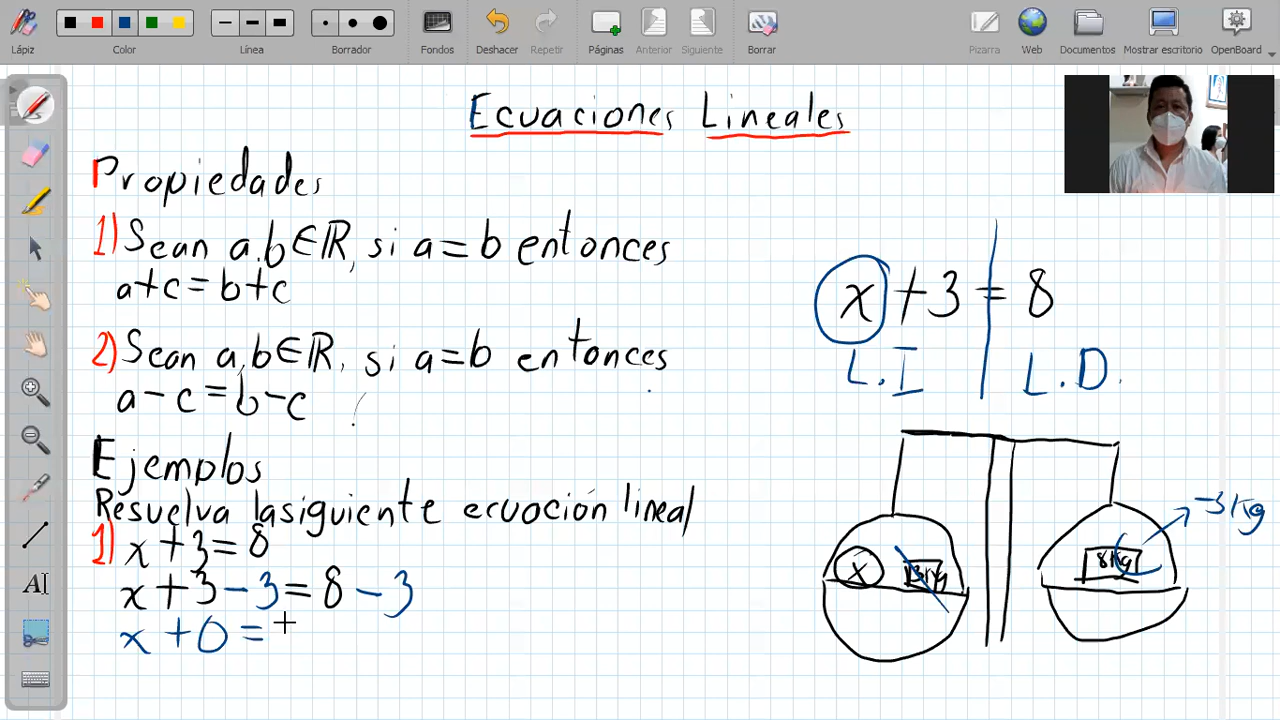 Lápiz Color Línea Borrador Fondos Deshacer Repetir Páginas Anterior Siguiente Borrar Pizarra Web Documentos Mostrar escritorio OpenBoard
Ecuaciones Lineales
Propiedades
1) Sean a,b∈ℝ, si a=b entonces
a+c=b+c
2) Sean a,b∈ℝ, si a=b entonces
a-c=b-c
Ejemplos
Resuelva lasiguiente ecuoción lineal
1) x+3=8
x+3-3=8-3
x+0=
x+3=8
L.I L.D.
x 3Kg
8Kg
-3Kg